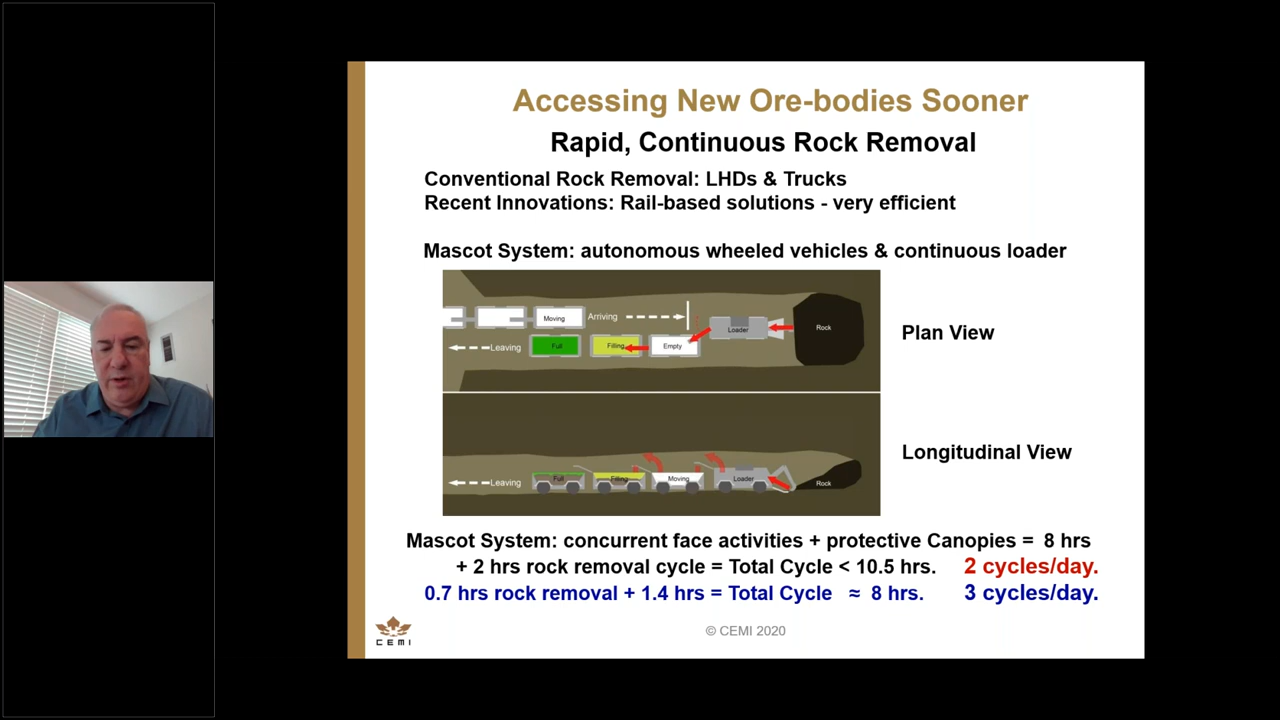 Accessing New Ore-bodies Sooner
Rapid, Continuous Rock Removal
Conventional Rock Removal: LHDs & Trucks
Recent Innovations: Rail-based solutions - very efficient
Mascot System: autonomous wheeled vehicles & continuous loader
Moving Arriving
Loader Rock
Leaving Full Filling Empty
Plan View
Longitudinal View
Leaving Full Filling Moving Loader Rock
Mascot System: concurrent face activities + protective Canopies = 8 hrs
+ 2 hrs rock removal cycle = Total Cycle < 10.5 hrs. 2 cycles/day.
0.7 hrs rock removal + 1.4 hrs = Total Cycle ≈ 8 hrs. 3 cycles/day.
CEMI
© CEMI 2020